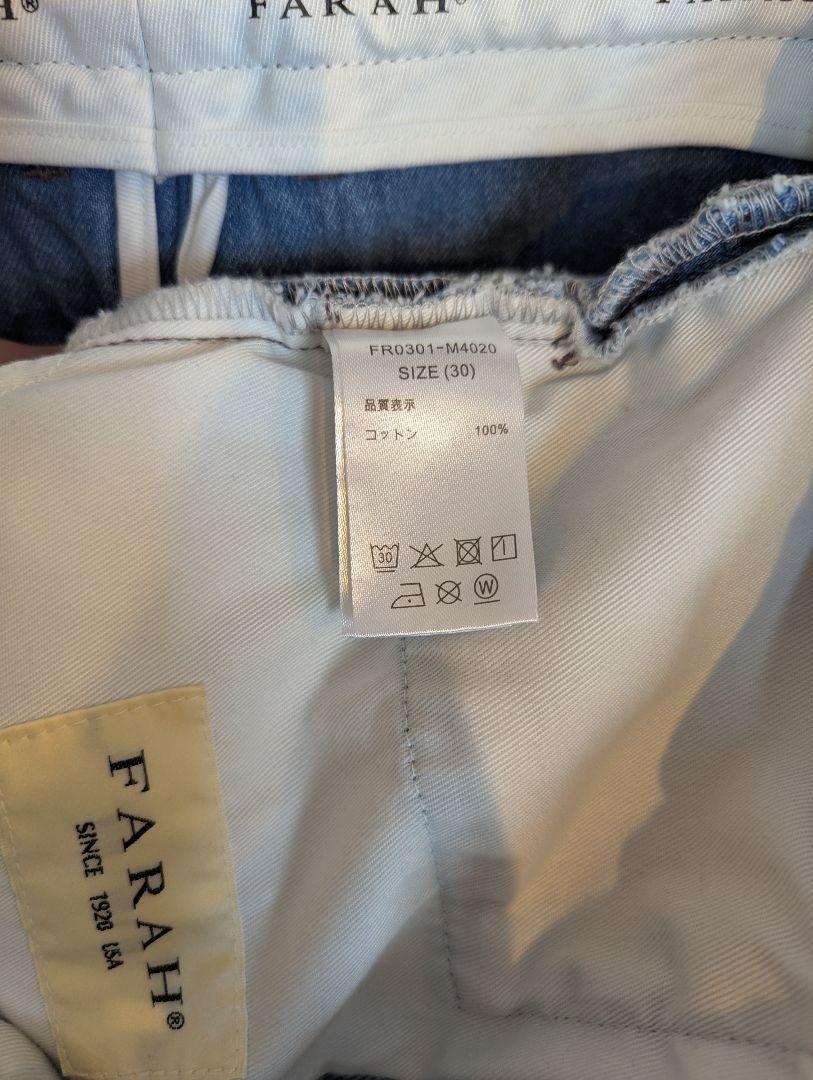 H®
FARAH®
FARAH
FR0301-M4020
SIZE (30)
品質表示
コットン 100%
30
W
FARAH®
SINCE 1920 USA